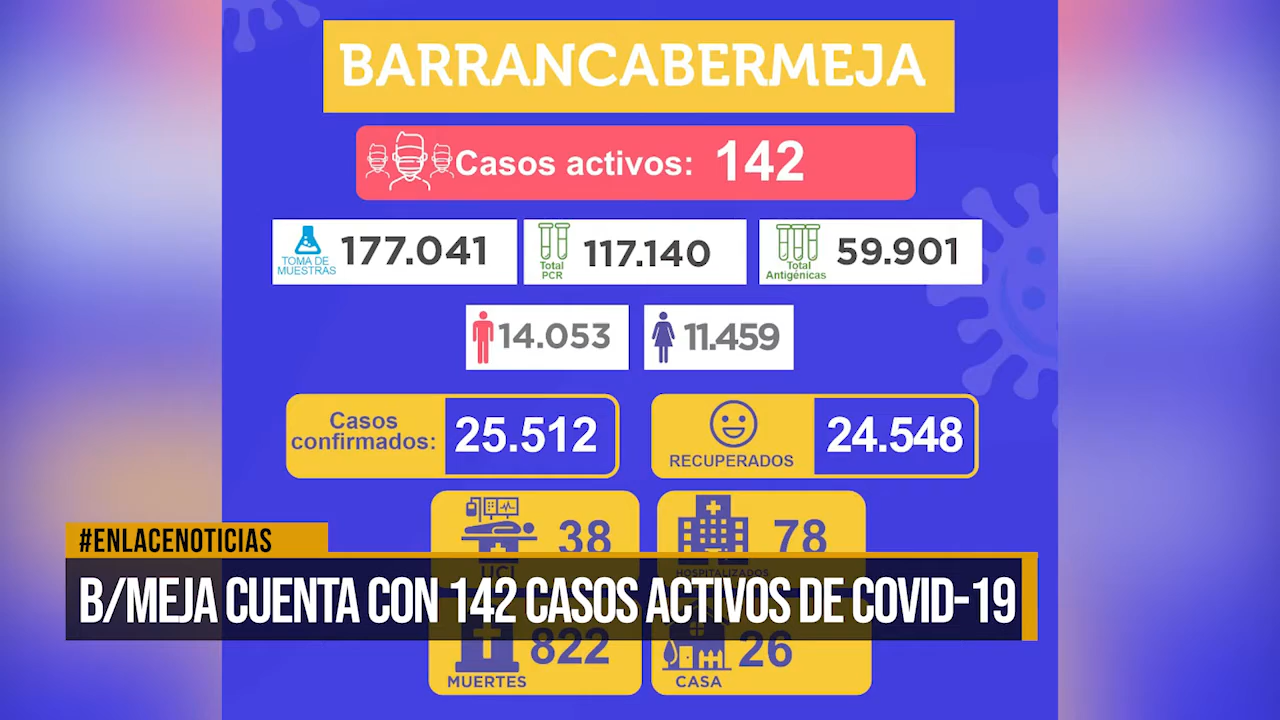 BARRANCABERMEJA
Casos activos: 142
TOMA DE
MUESTRAS
177.041
Total
PCR
117.140
Total
Antigénicas
59.901
14.053
11.459
Casos
confirmados:
25.512
RECUPERADOS
24.548
38
UCI
78
HOSPITALIZADOS
#ENLACENOTICIAS
B/MEJA CUENTA CON 142 CASOS ACTIVOS DE COVID-19
822
MUERTES
26
CASA